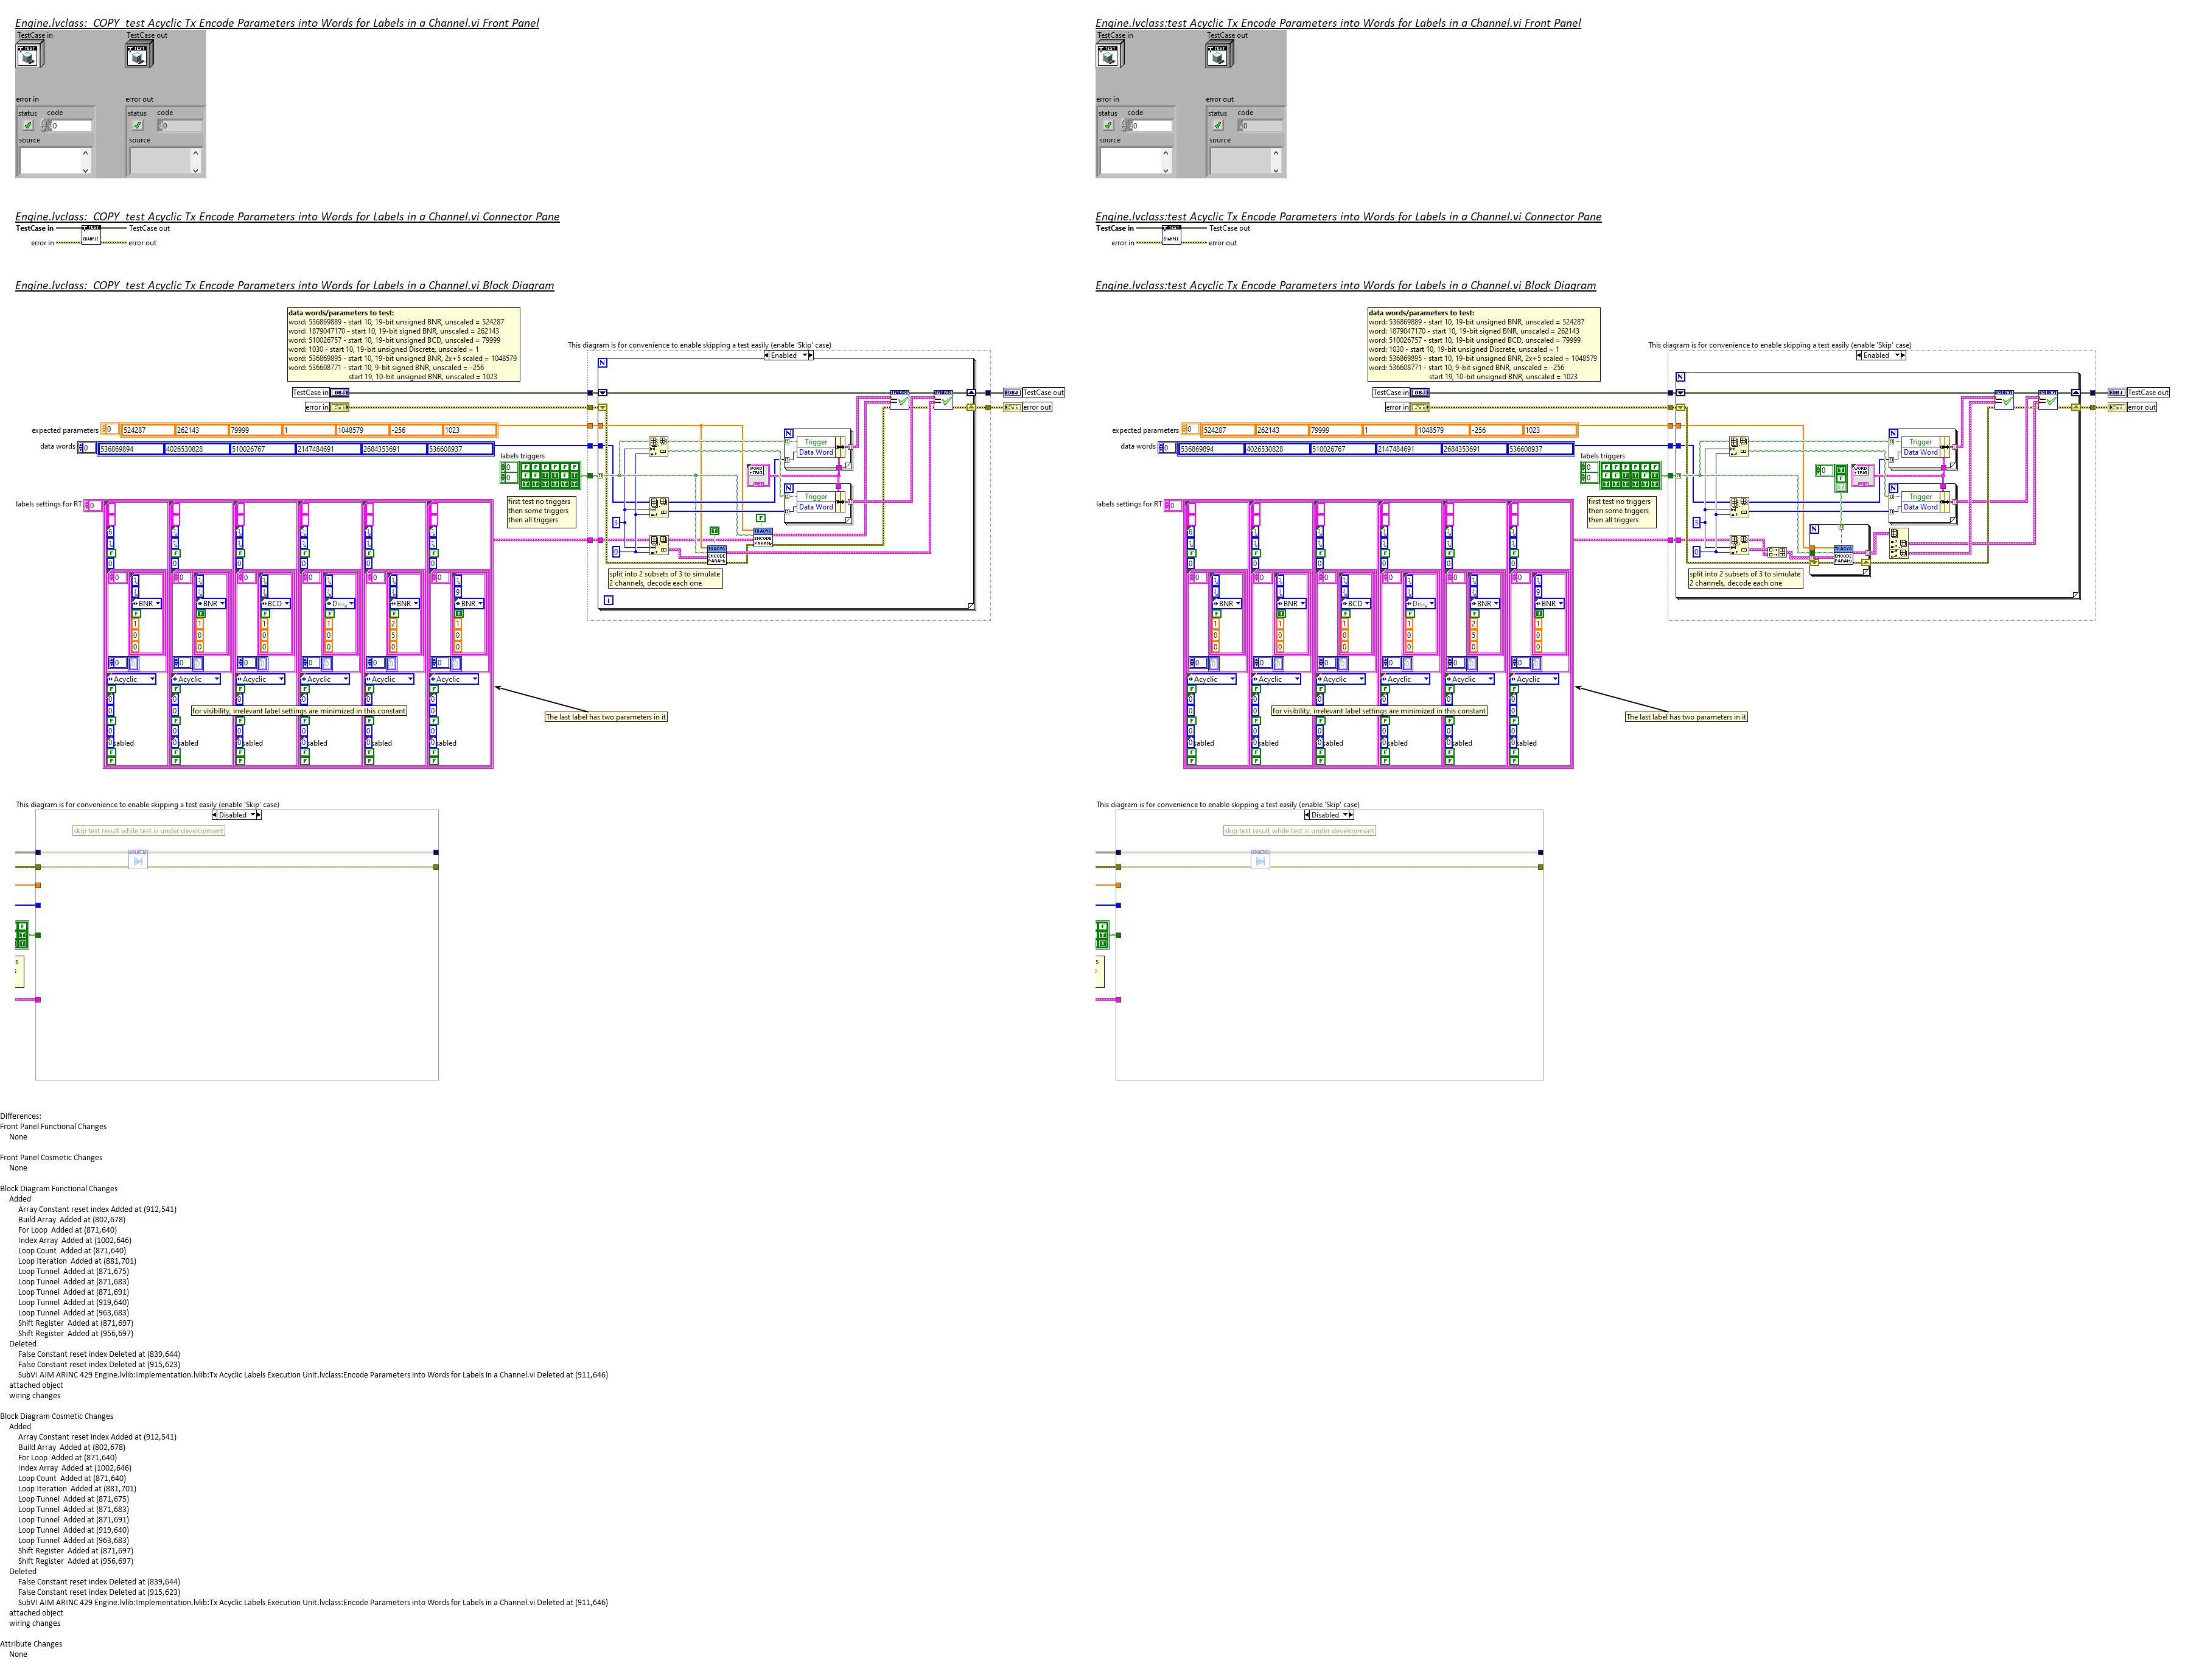 Engine.lvclass:_COPY_test Acyclic Tx Encode Parameters into Words for Labels in a Channel.vi Front Panel
TestCase in
TestCase out
error in
error out
status
code
status
code
0
0
source
source
Engine.lvclass:_COPY_test Acyclic Tx Encode Parameters into Words for Labels in a Channel.vi Connector Pane
TestCase in
TestCase out
error in
error out
Engine.lvclass:_COPY_test Acyclic Tx Encode Parameters into Words for Labels in a Channel.vi Block Diagram
data words/parameters to test:
word: 536869889 - start 10, 19-bit unsigned BNR, unscaled = 524287
word: 1879047170 - start 10, 19-bit signed BNR, unscaled = 262143
word: 510026757 - start 10, 19-bit unsigned BCD, unscaled = 79999
word: 1030 - start 10, 19-bit unsigned Discrete, unscaled = 1
word: 536869895 - start 10, 19-bit unsigned BNR, 2x+5 scaled = 1048579
word: 536608771 - start 10, 9-bit signed BNR, unscaled = -256
start 19, 10-bit unsigned BNR, unscaled = 1023
This diagram is for convenience to enable skipping a test easily (enable 'Skip' case)
Enabled
TestCase in
TestCase out
error in
error out
expected parameters 0 524287 262143 79999 1 1048579 -256 1023
data words 0 536869894 4026530828 510026767 2147484691 2684353691 536608937
labels triggers
Trigger
Data Word
Trigger
Data Word
first test no triggers
then some triggers
then all triggers
labels settings for RT 0
3
0
split into 2 subsets of 3 to simulate
2 channels, decode each one
BNR BNR BCD BNR BNR
Acyclic Acyclic Acyclic Acyclic Acyclic Acyclic
for visibility, irrelevant label settings are minimized in this constant
The last label has two parameters in it
sabled sabled sabled sabled sabled sabled
This diagram is for convenience to enable skipping a test easily (enable 'Skip' case)
Disabled
skip test result while test is under development
Engine.lvclass:test Acyclic Tx Encode Parameters into Words for Labels in a Channel.vi Front Panel
TestCase in
TestCase out
error in
error out
status
code
status
code
0
0
source
source
Engine.lvclass:test Acyclic Tx Encode Parameters into Words for Labels in a Channel.vi Connector Pane
TestCase in
TestCase out
error in
error out
Engine.lvclass:test Acyclic Tx Encode Parameters into Words for Labels in a Channel.vi Block Diagram
data words/parameters to test:
word: 536869889 - start 10, 19-bit unsigned BNR, unscaled = 524287
word: 1879047170 - start 10, 19-bit signed BNR, unscaled = 262143
word: 510026757 - start 10, 19-bit unsigned BCD, unscaled = 79999
word: 1030 - start 10, 19-bit unsigned Discrete, unscaled = 1
word: 536869895 - start 10, 19-bit unsigned BNR, 2x+5 scaled = 1048579
word: 536608771 - start 10, 9-bit signed BNR, unscaled = -256
start 19, 10-bit unsigned BNR, unscaled = 1023
This diagram is for convenience to enable skipping a test easily (enable 'Skip' case)
Enabled
TestCase in
TestCase out
error in
error out
expected parameters 0 524287 262143 79999 1 1048579 -256 1023
data words 0 536869894 4026530828 510026767 2147484691 2684353691 536608937
labels triggers
Trigger
Data Word
Trigger
Data Word
first test no triggers
then some triggers
then all triggers
labels settings for RT 0
3
0
split into 2 subsets of 3 to simulate
2 channels, decode each one
BNR BNR BCD BNR BNR
Acyclic Acyclic Acyclic Acyclic Acyclic Acyclic
for visibility, irrelevant label settings are minimized in this constant
The last label has two parameters in it
sabled sabled sabled sabled sabled sabled
This diagram is for convenience to enable skipping a test easily (enable 'Skip' case)
Disabled
skip test result while test is under development
Differences:
Front Panel Functional Changes
None
Front Panel Cosmetic Changes
None
Block Diagram Functional Changes
Added
Array Constant reset index Added at (912,541)
Build Array Added at (802,678)
For Loop Added at (871,640)
Index Array Added at (1002,646)
Loop Count Added at (871,640)
Loop Iteration Added at (881,701)
Loop Tunnel Added at (871,675)
Loop Tunnel Added at (871,683)
Loop Tunnel Added at (871,691)
Loop Tunnel Added at (919,640)
Loop Tunnel Added at (963,683)
Shift Register Added at (871,697)
Shift Register Added at (956,697)
Deleted
False Constant reset index Deleted at (839,644)
False Constant reset index Deleted at (915,623)
SubVI AIM ARINC 429 Engine.lvlib:Implementation.lvlib:Tx Acyclic Labels Execution Unit.lvclass:Encode Parameters into Words for Labels in a Channel.vi Deleted at (911,646)
attached object
wiring changes
Block Diagram Cosmetic Changes
Added
Array Constant reset index Added at (912,541)
Build Array Added at (802,678)
For Loop Added at (871,640)
Index Array Added at (1002,646)
Loop Count Added at (871,640)
Loop Iteration Added at (881,701)
Loop Tunnel Added at (871,675)
Loop Tunnel Added at (871,683)
Loop Tunnel Added at (871,691)
Loop Tunnel Added at (919,640)
Loop Tunnel Added at (963,683)
Shift Register Added at (871,697)
Shift Register Added at (956,697)
Deleted
False Constant reset index Deleted at (839,644)
False Constant reset index Deleted at (915,623)
SubVI AIM ARINC 429 Engine.lvlib:Implementation.lvlib:Tx Acyclic Labels Execution Unit.lvclass:Encode Parameters into Words for Labels in a Channel.vi Deleted at (911,646)
attached object
wiring changes
Attribute Changes
None